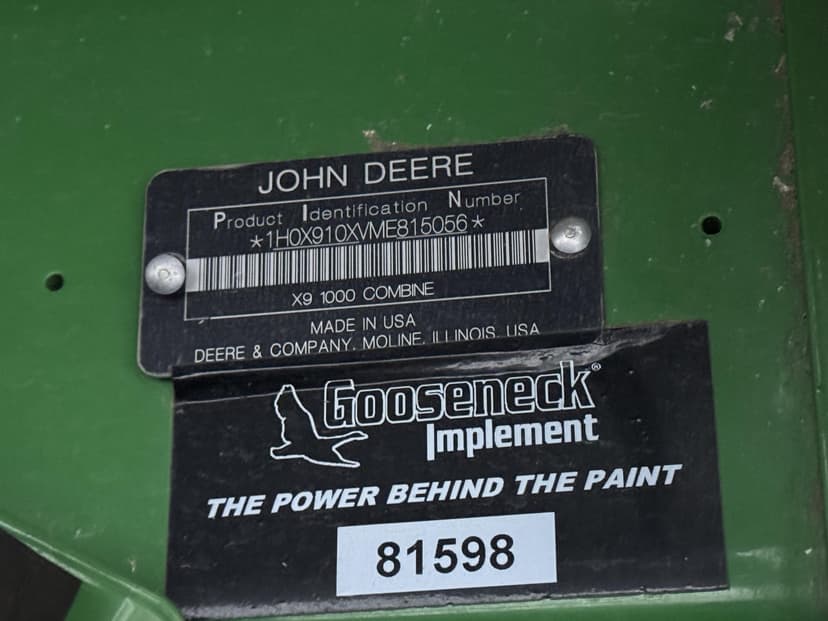 JOHN DEERE
Product Identification Number
*1H0X910XVME815056*
X9 1000 COMBINE
MADE IN USA
DEERE & COMPANY, MOLINE, ILLINOIS, USA
Gooseneck®
Implement
THE POWER BEHIND THE PAINT
81598